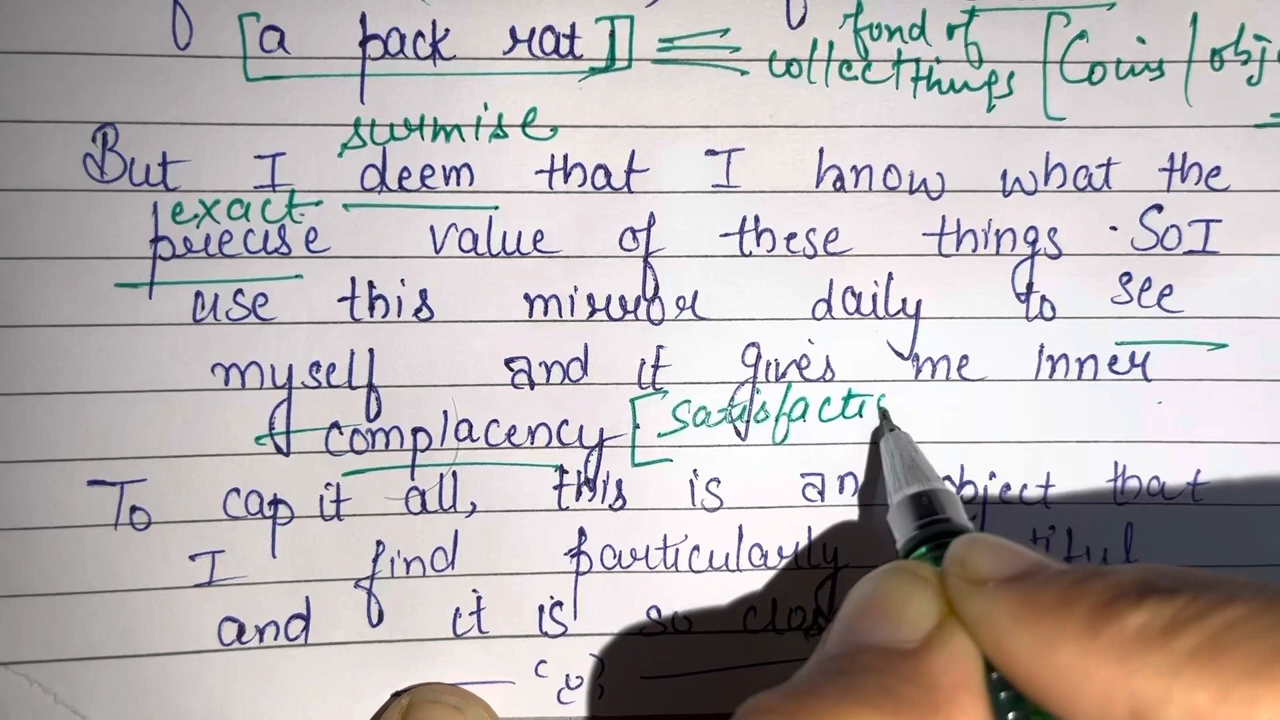 [a pack rat] = fond of
collect things [Coins / obj
surmise
But I deem that I know what the
exact
precise value of these things. So I
use this mirror daily to see
myself and it gives me inner
complacency [satisfacti
To cap it all, this is an object that
I find particularly
and it is so clos